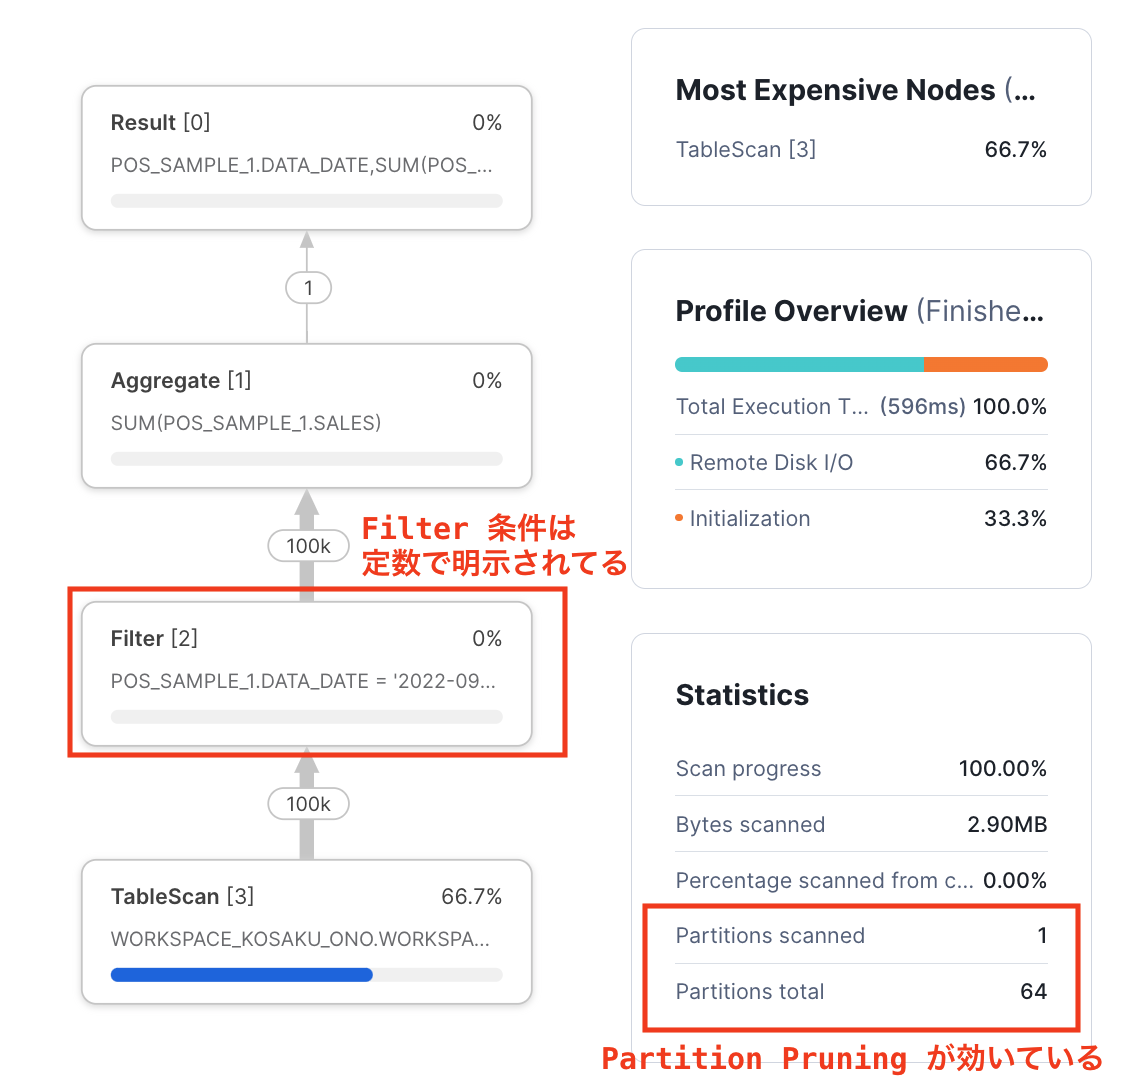 Result [0] 0%
POS_SAMPLE_1.DATA_DATE,SUM(POS_...
1
Aggregate [1] 0%
SUM(POS_SAMPLE_1.SALES)
100k
Filter 条件は
定数で明示されてる
Filter [2] 0%
POS_SAMPLE_1.DATA_DATE = '2022-09...
100k
TableScan [3] 66.7%
WORKSPACE_KOSAKU_ONO.WORKSPA...
Most Expensive Nodes (...
TableScan [3] 66.7%
Profile Overview (Finishe...
Total Execution T... (596ms) 100.0%
Remote Disk I/O 66.7%
Initialization 33.3%
Statistics
Scan progress 100.00%
Bytes scanned 2.90MB
Percentage scanned from c... 0.00%
Partitions scanned 1
Partitions total 64
Partition Pruning が効いている